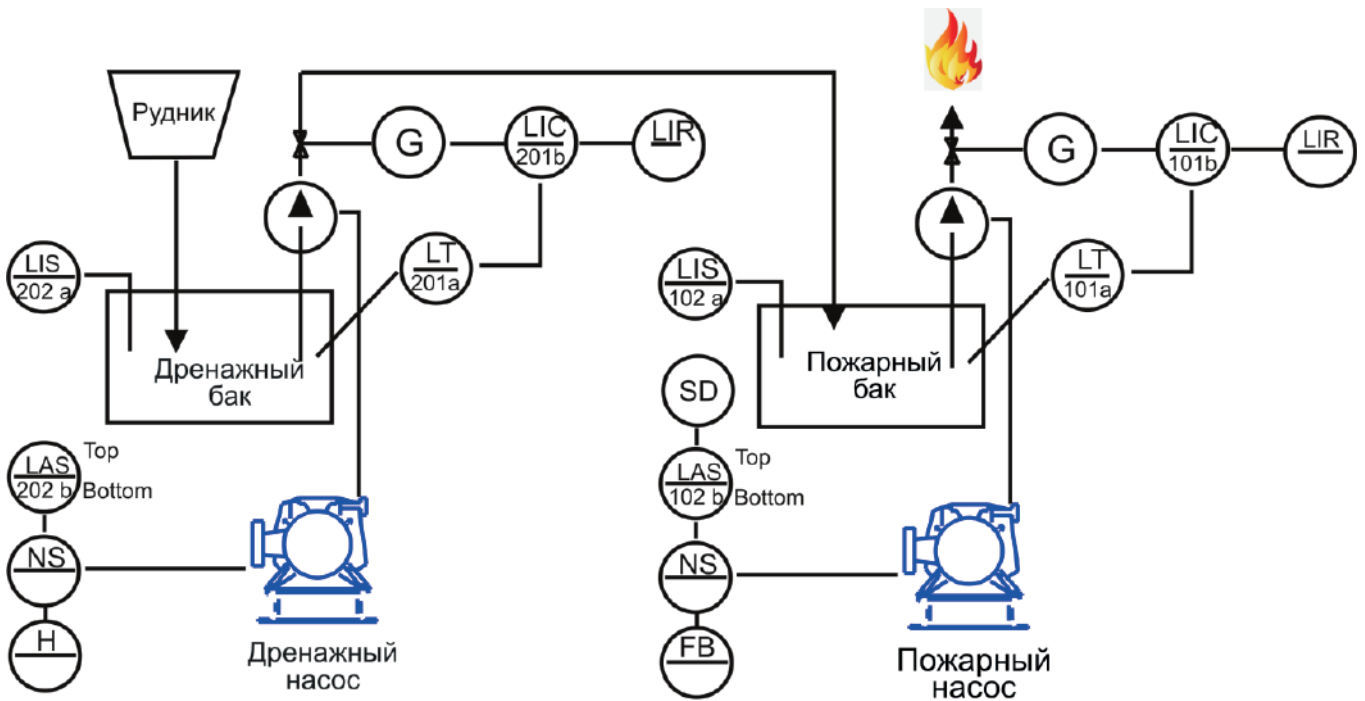 Рудник
G
LIC
201b
LIR
G
LIC
101b
LIR
LIS
202 a
LT
201a
LIS
102 a
LT
101a
Дренажный
бак
Пожарный
бак
SD
LAS
202 b
Top
Bottom
LAS
102 b
Top
Bottom
NS
NS
H
FB
Дренажный
насос
Пожарный
насос